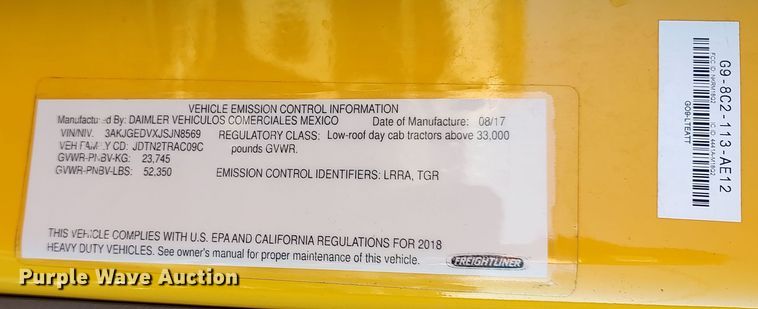 VEHICLE EMISSION CONTROL INFORMATION
Manufactured By: DAIMLER VEHICULOS COMERCIALES MEXICO Date of Manufacture: 08/17
VIN/NIV: 3AKJGEDVXJSJN8569 REGULATORY CLASS: Low-roof day cab tractors above 33,000
VEH FAMILY CD: JDTN2TRAC09C pounds GVWR.
GVWR-PNBV-KG: 23,745
GVWR-PNBV-LBS: 52,350 EMISSION CONTROL IDENTIFIERS: LRRA, TGR
THIS VEHICLE COMPLIES WITH U.S. EPA AND CALIFORNIA REGULATIONS FOR 2018
HEAVY DUTY VEHICLES. See owner's manual for proper maintenance of this vehicle.
FREIGHTLINER
G9-8C2-113-AE12
FCC ID:
GO9-LTEATT
Purple Wave Auction